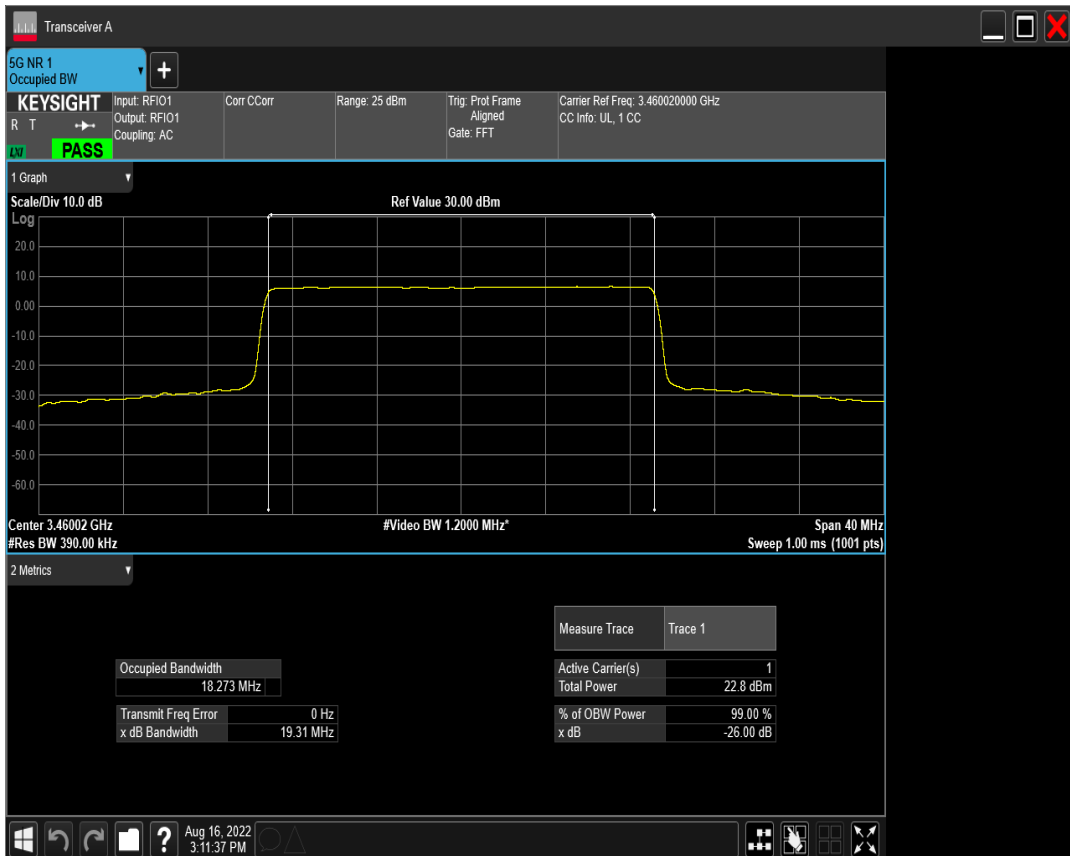 Transceiver A
5G NR 1
Occupied BW
KEYSIGHT
R T
LXI
PASS
Input: RFIO1
Output: RFIO1
Coupling: AC
Corr CCorr
Range: 25 dBm
Trig: Prot Frame
Aligned
Gate: FFT
Carrier Ref Freq: 3.460020000 GHz
CC Info: UL, 1 CC
1 Graph
Scale/Div 10.0 dB
Ref Value 30.00 dBm
Log
20.0
10.0
0.00
-10.0
-20.0
-30.0
-40.0
-50.0
-60.0
Center 3.46002 GHz
#Video BW 1.2000 MHz*
Span 40 MHz
#Res BW 390.00 kHz
Sweep 1.00 ms (1001 pts)
2 Metrics
Measure Trace Trace 1
Occupied Bandwidth
18.273 MHz
Active Carrier(s) 1
Total Power 22.8 dBm
Transmit Freq Error 0 Hz
x dB Bandwidth 19.31 MHz
% of OBW Power 99.00 %
x dB -26.00 dB
?
Aug 16, 2022
3:11:37 PM